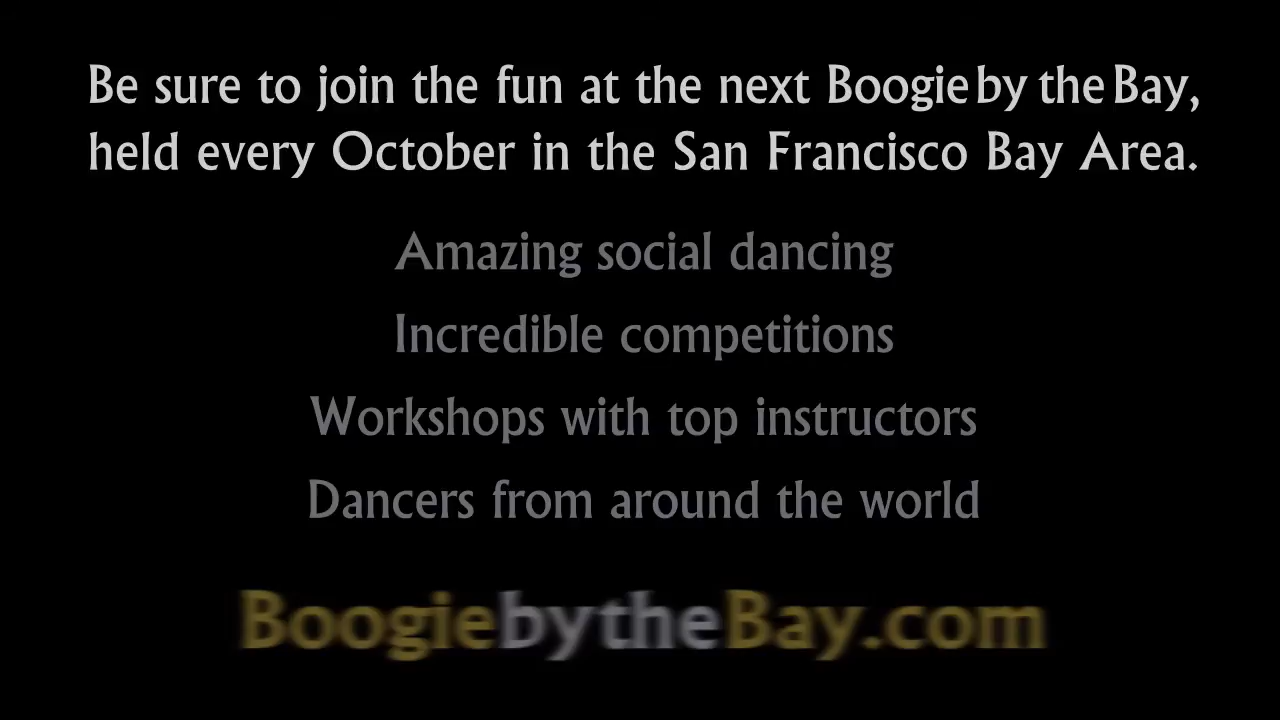 Be sure to join the fun at the next Boogie by the Bay,
held every October in the San Francisco Bay Area.
Amazing social dancing
Incredible competitions
Workshops with top instructors
Dancers from around the world
BoogiebytheBay.com